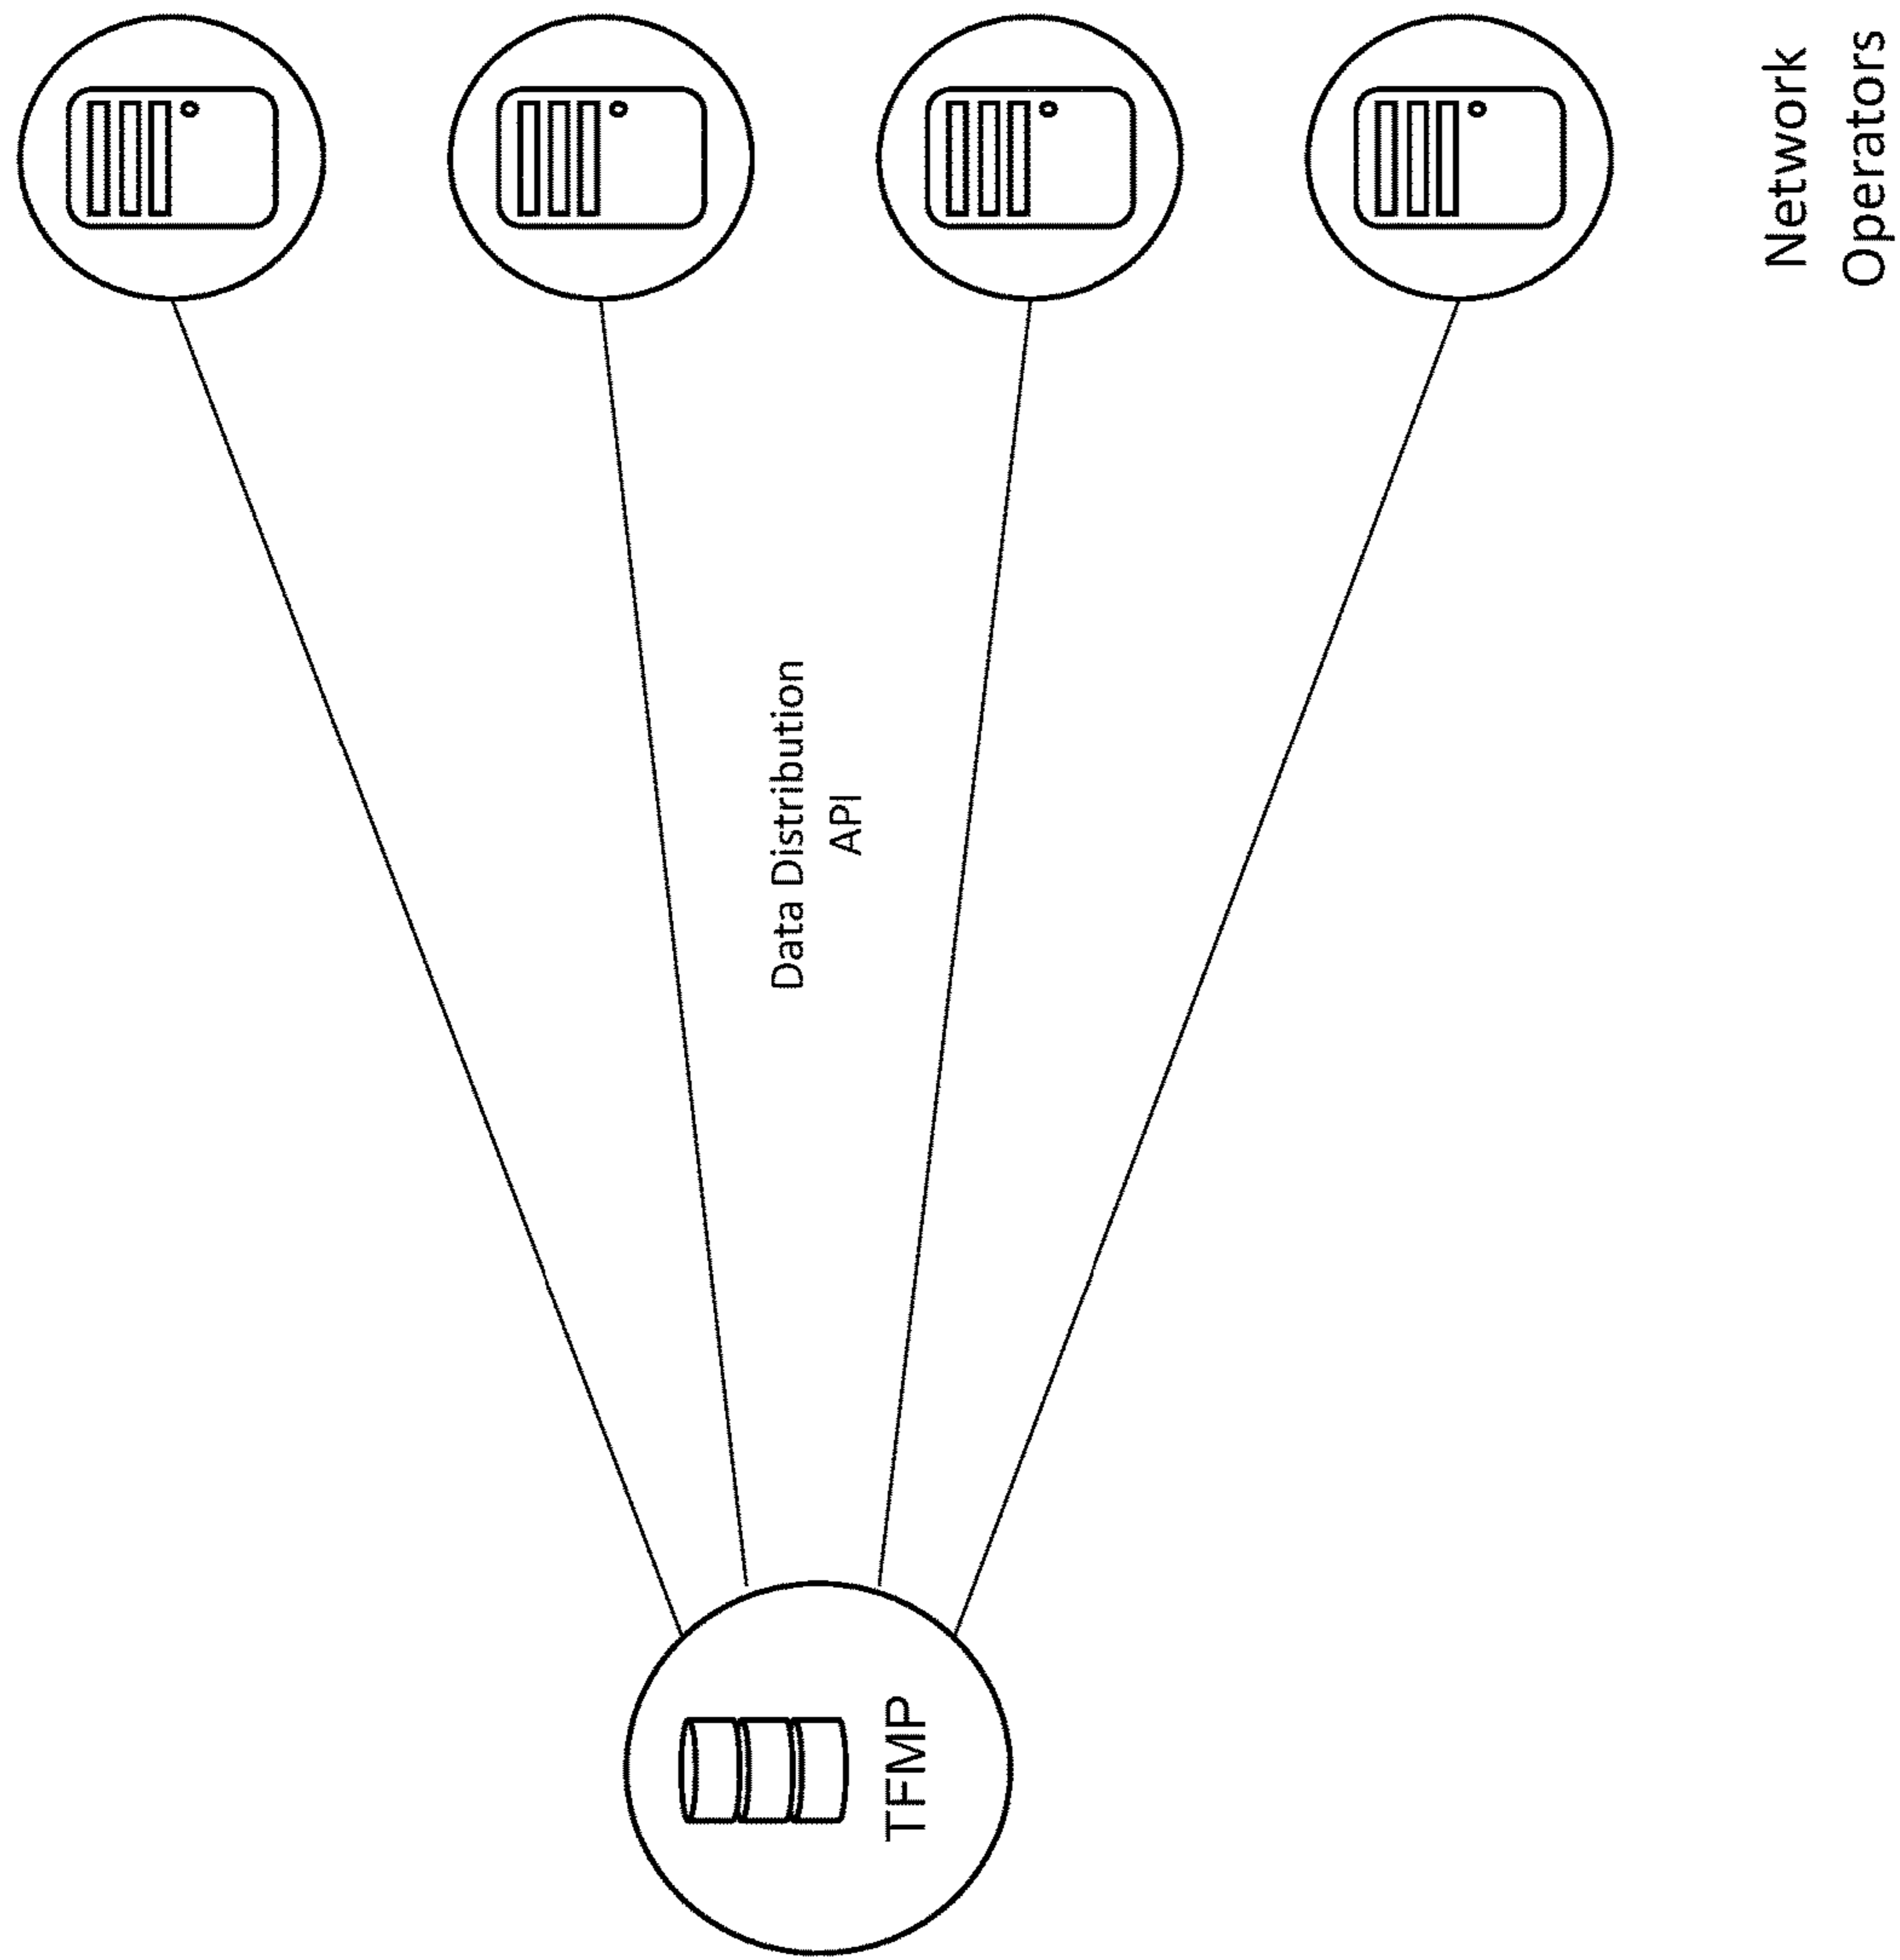 TFMP
Data Distribution
API
Network
Operators